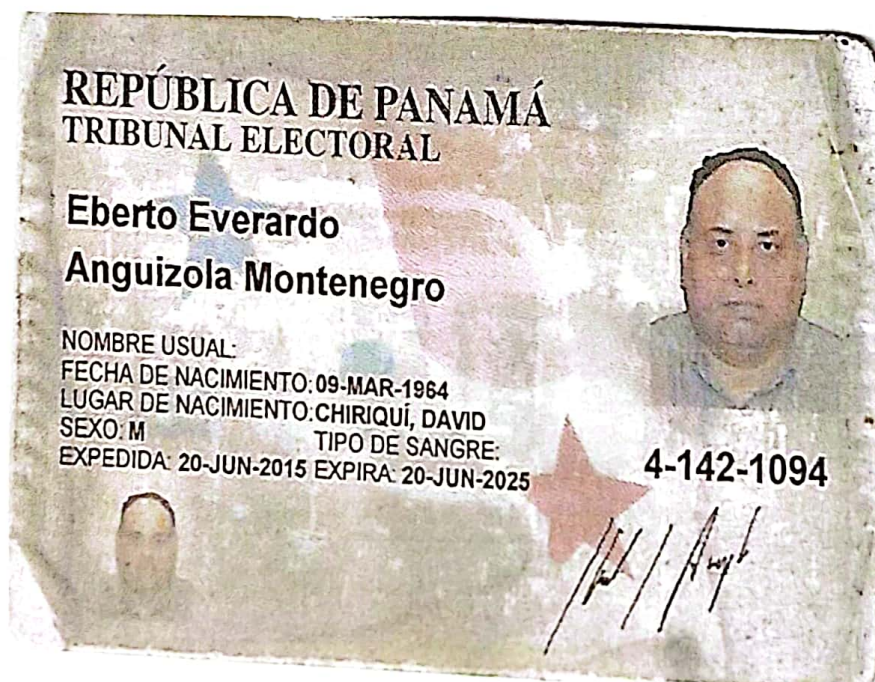 REPÚBLICA DE PANAMÁ
TRIBUNAL ELECTORAL
Eberto Everardo
Anguizola Montenegro
NOMBRE USUAL:
FECHA DE NACIMIENTO: 09-MAR-1964
LUGAR DE NACIMIENTO: CHIRIQUÍ, DAVID
SEXO: M TIPO DE SANGRE:
EXPEDIDA: 20-JUN-2015 EXPIRA: 20-JUN-2025
4-142-1094